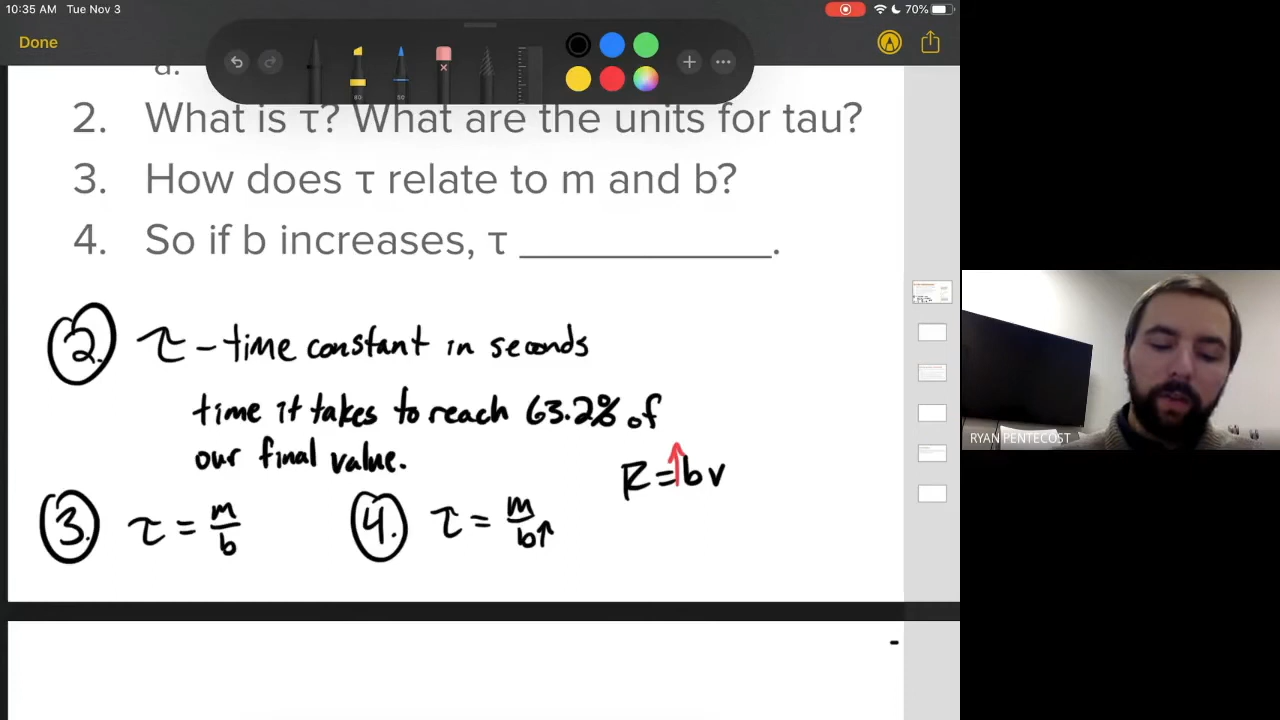 10:35 AM Tue Nov 3
70%
Done
a.
2. What is τ? What are the units for tau?
3. How does τ relate to m and b?
4. So if b increases, τ ____________.
2. τ – time constant in seconds
time it takes to reach 63.2% of
our final value.
R = ↑bv
3. τ = m/b
4. τ = m/b↑
RYAN PENTECOST